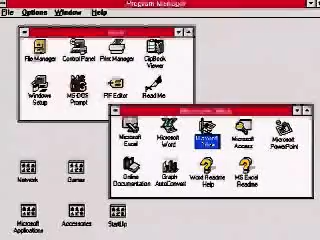 Program Manager
File Options Window Help
Main
File Manager Control Panel Print Manager ClipBook Viewer
Windows Setup MS-DOS Prompt PIF Editor Read Me
Microsoft Excel Microsoft Word Microsoft Microsoft Access Microsoft PowerPoint
Online Documentation Graph AutoConvert Word Readme Help MS Excel Readme
Network Games
Microsoft Applications Accessories StartUp